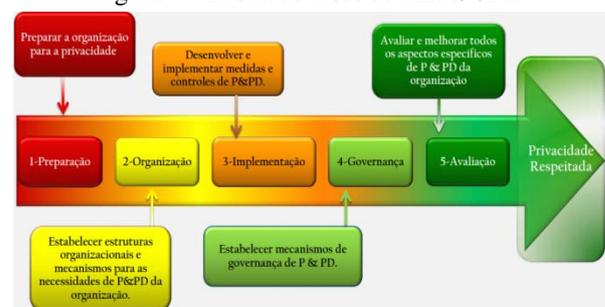 Preparar a organização
para a privacidade
Desenvolver e
implementar medidas e
controles de P&PD.
Avaliar e melhorar todos
os aspectos específicos
de P & PD da
organização
1-Preparação
2-Organização
3-Implementação
4-Governança
5-Avaliação
Privacidade
Respeitada
Estabelecer estruturas
organizacionais e
mecanismos para as
necessidades de P&PD da
organização.
Estabelecer mecanismos de
governança de P & PD.